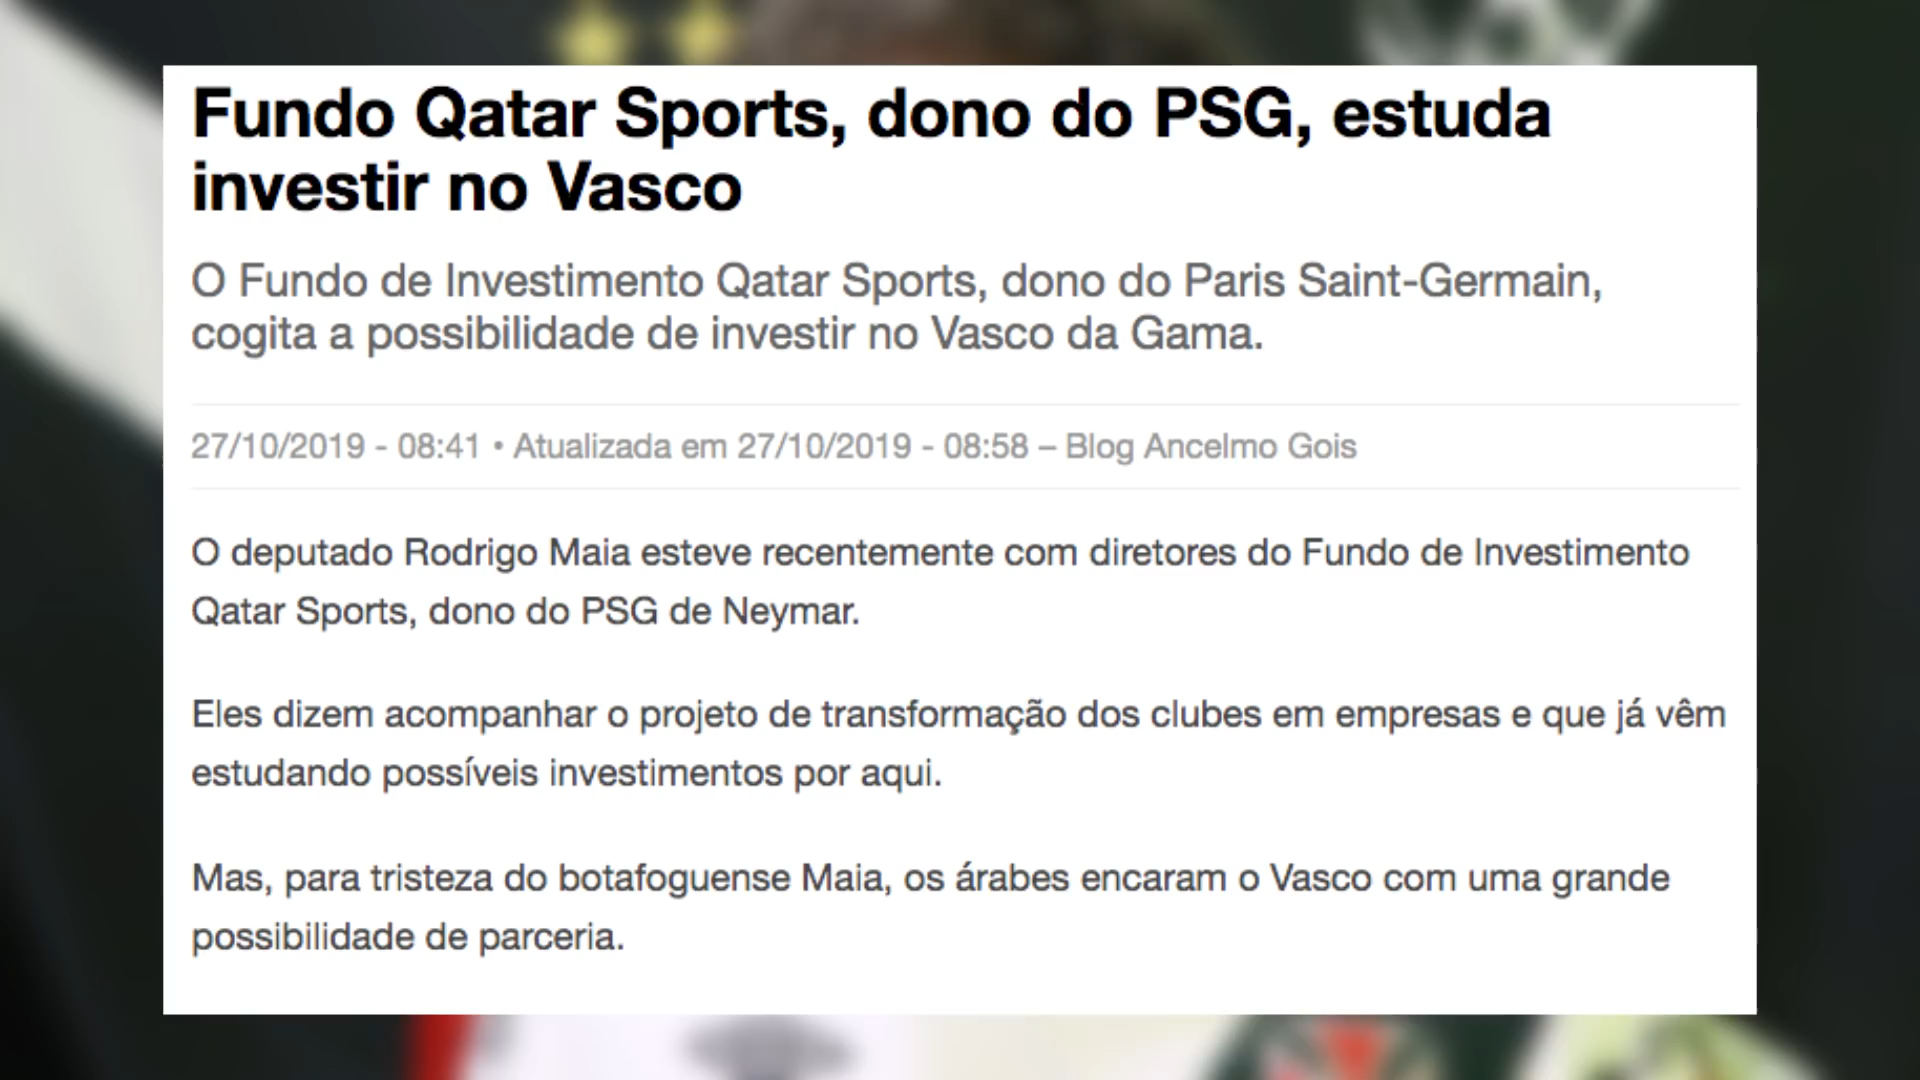 Fundo Qatar Sports, dono do PSG, estuda
investir no Vasco
O Fundo de Investimento Qatar Sports, dono do Paris Saint-Germain,
cogita a possibilidade de investir no Vasco da Gama.
27/10/2019 - 08:41 • Atualizada em 27/10/2019 - 08:58 – Blog Ancelmo Gois
O deputado Rodrigo Maia esteve recentemente com diretores do Fundo de Investimento
Qatar Sports, dono do PSG de Neymar.
Eles dizem acompanhar o projeto de transformação dos clubes em empresas e que já vêm
estudando possíveis investimentos por aqui.
Mas, para tristeza do botafoguense Maia, os árabes encaram o Vasco com uma grande
possibilidade de parceria.